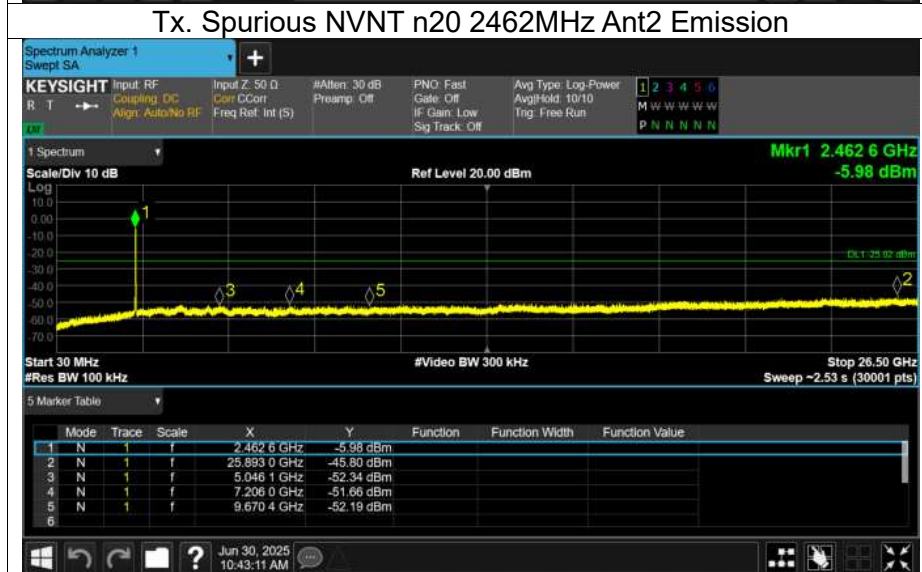 Tx. Spurious NVNT n20 2462MHz Ant2 Emission
Spectrum Analyzer 1
Swept SA
+
KEYSIGHT Input: RF Input Z: 50 Ω #Atten: 30 dB PNO: Fast Avg Type: Log-Power 1 2 3 4 5 6
R T Coupling: DC Corr CCorr Preamp: Off Gate: Off Avg|Hold: 10/10 M W W W W W
Align: Auto/No RF Freq Ref: Int (S) IF Gain: Low Trig: Free Run
Sig Track: Off P N N N N N
1 Spectrum Mkr1 2.462 6 GHz
Scale/Div 10 dB Ref Level 20.00 dBm -5.98 dBm
Log
10.0
0.00
-10.0
-20.0
DL1 -25.92 dBm
-30.0
-40.0
-50.0
-60.0
-70.0
1
2
3
4
5
Start 30 MHz #Video BW 300 kHz Stop 26.50 GHz
#Res BW 100 kHz Sweep ~2.53 s (30001 pts)
5 Marker Table
Mode Trace Scale X Y Function Function Width Function Value
1 N 1 f 2.462 6 GHz -5.98 dBm
2 N 1 f 25.893 0 GHz -45.80 dBm
3 N 1 f 5.046 1 GHz -52.34 dBm
4 N 1 f 7.206 0 GHz -51.66 dBm
5 N 1 f 9.670 4 GHz -52.19 dBm
6
? Jun 30, 2025
10:43:11 AM